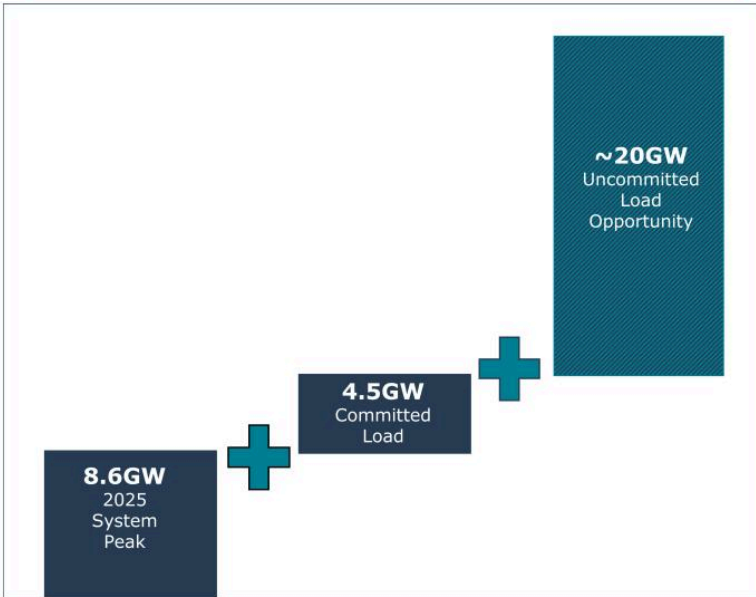 8.6GW
2025
System
Peak
4.5GW
Committed
Load
~20GW
Uncommitted
Load
Opportunity